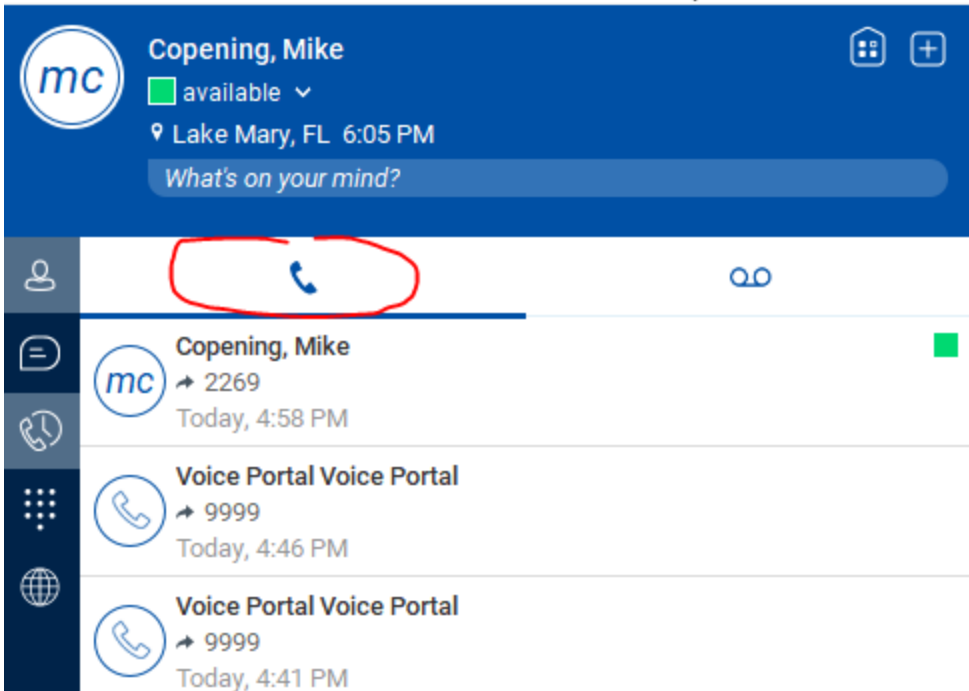 mc
Copening, Mike
available
Lake Mary, FL 6:05 PM
What's on your mind?
Copening, Mike
mc
2269
Today, 4:58 PM
Voice Portal Voice Portal
9999
Today, 4:46 PM
Voice Portal Voice Portal
9999
Today, 4:41 PM